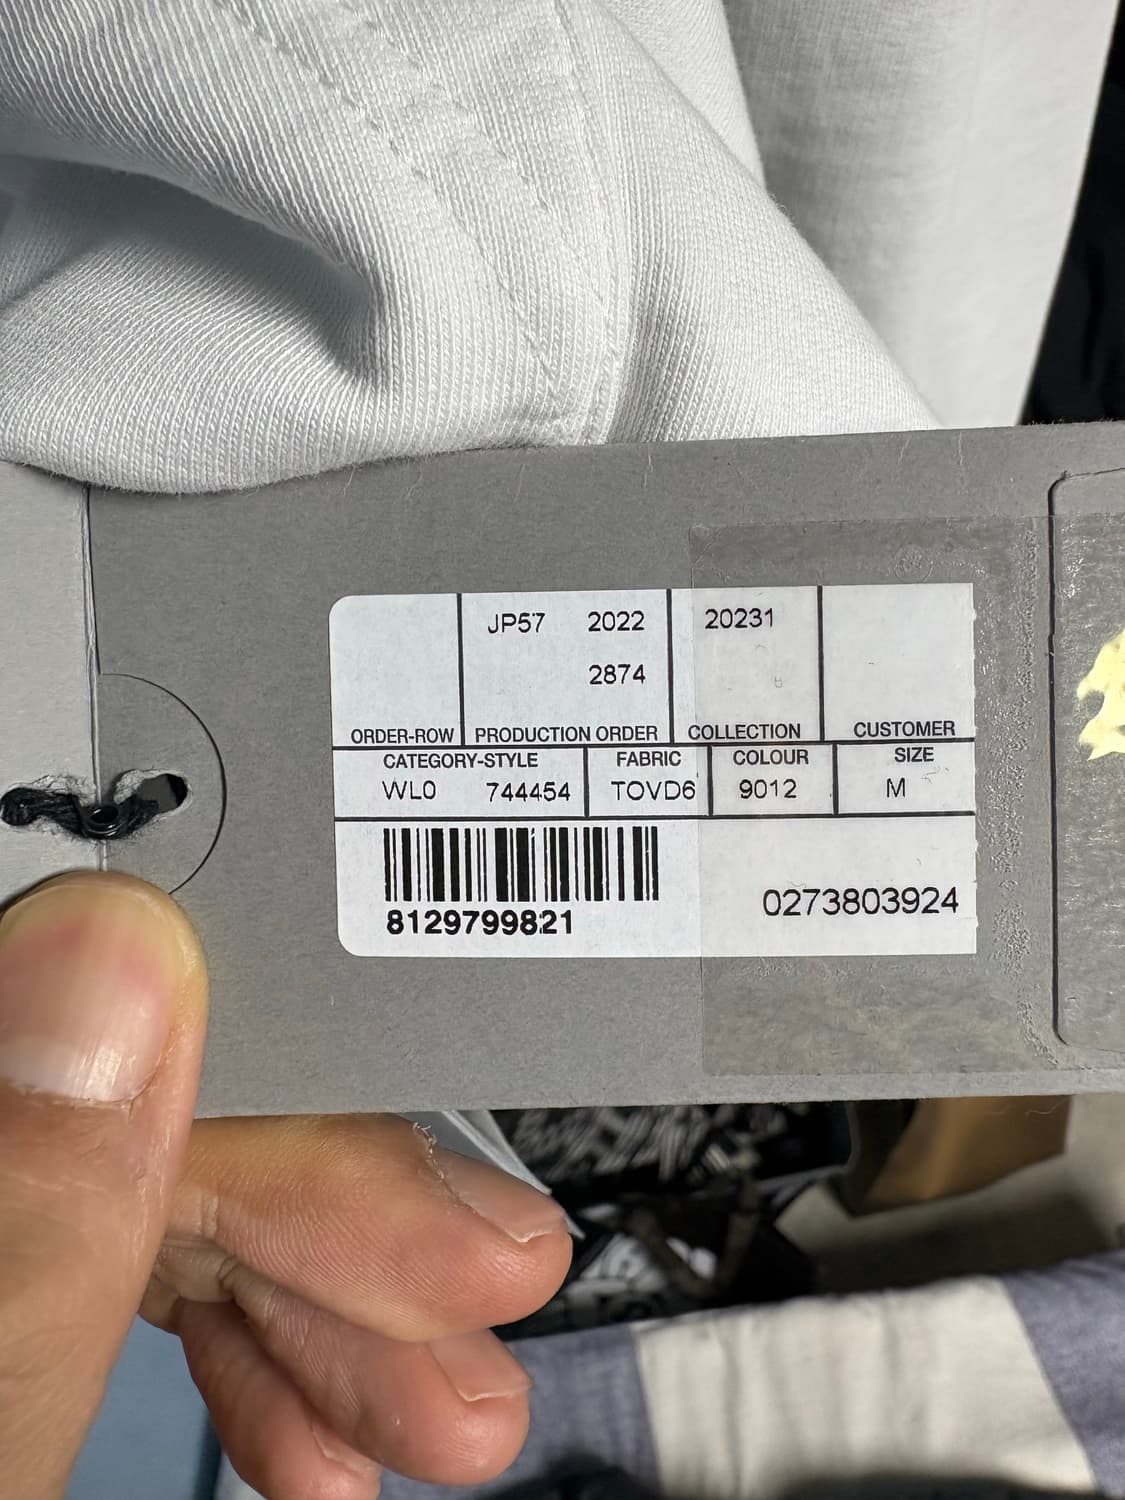 JP57 2022 20231
2874
ORDER-ROW PRODUCTION ORDER COLLECTION CUSTOMER
CATEGORY-STYLE FABRIC COLOUR SIZE
WL0 744454 TOVD6 9012 M
8129799821 0273803924